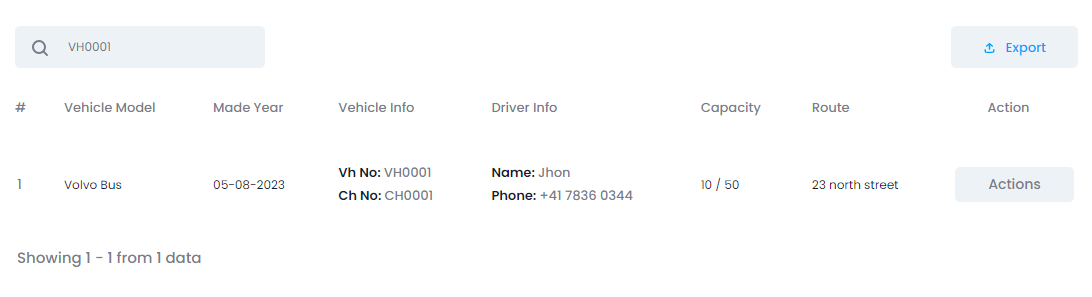 VH0001
Export
# Vehicle Model Made Year Vehicle Info Driver Info Capacity Route Action
1 Volvo Bus 05-08-2023 Vh No: VH0001 Name: Jhon 10 / 50 23 north street Actions
Ch No: CH0001 Phone: +41 7836 0344
Showing 1 - 1 from 1 data